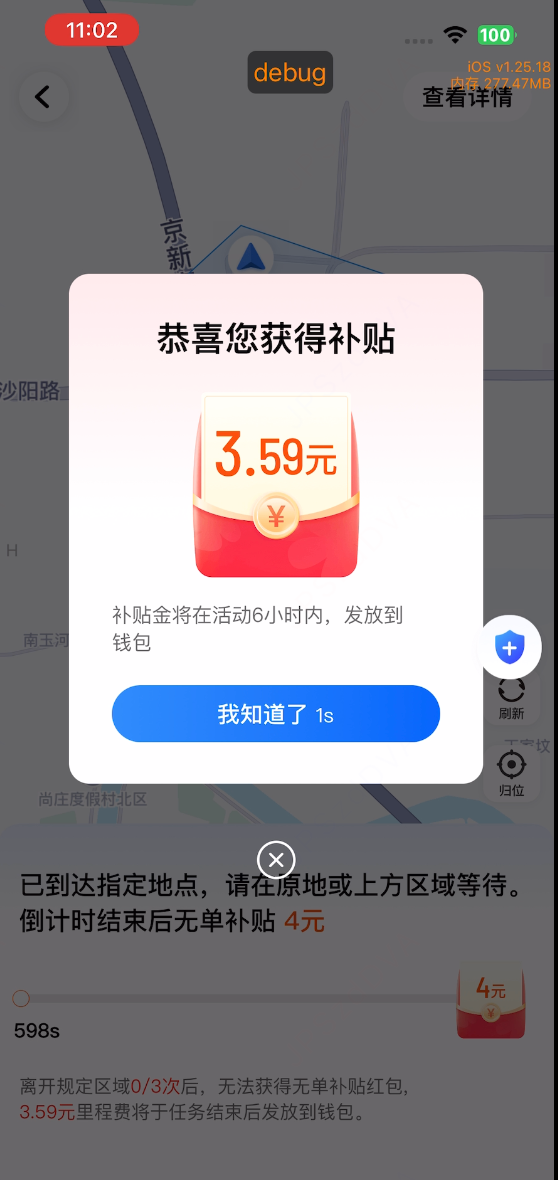 11:02
100
debug
iOS v1.25.18
内存 277.47MB
查看详情
京新
沙阳路
恭喜您获得补贴
3.59元
¥
H
补贴金将在活动6小时内，发放到
钱包
南玉河
我知道了 1s
刷新
归位
尚庄度假村北区
已到达指定地点，请在原地或上方区域等待。
倒计时结束后无单补贴 4元
4元
¥
598s
离开规定区域0/3次后，无法获得无单补贴红包，
3.59元里程费将于任务结束后发放到钱包。